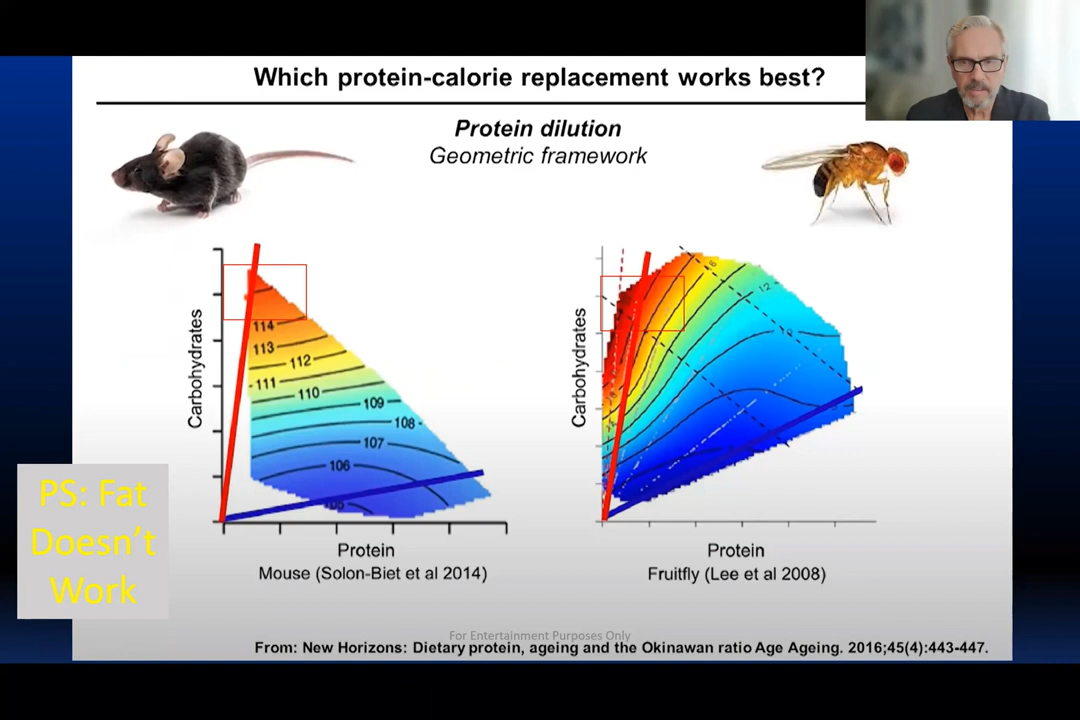 Which protein-calorie replacement works best?
Protein dilution
Geometric framework
Carbohydrates
114
113
112
111
110
109
108
107
106
Protein
Mouse (Solon-Biet et al 2014)
Carbohydrates
12
Protein
Fruitfly (Lee et al 2008)
PS: Fat
Doesn't
Work
For Entertainment Purposes Only
From: New Horizons: Dietary protein, ageing and the Okinawan ratio Age Ageing. 2016;45(4):443-447.